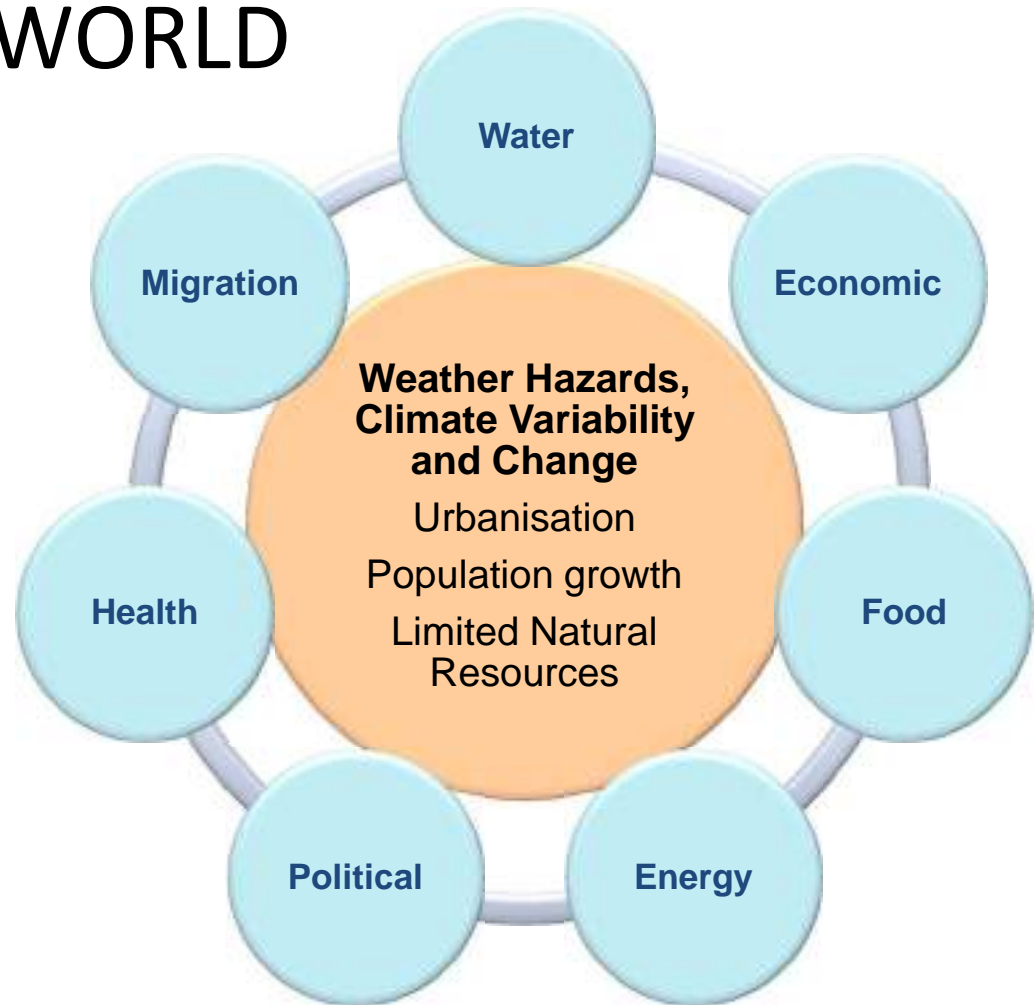 WORLD
Water
Migration
Economic
Weather Hazards,
Climate Variability
and Change
Urbanisation
Population growth
Limited Natural
Resources
Health
Food
Political
Energy